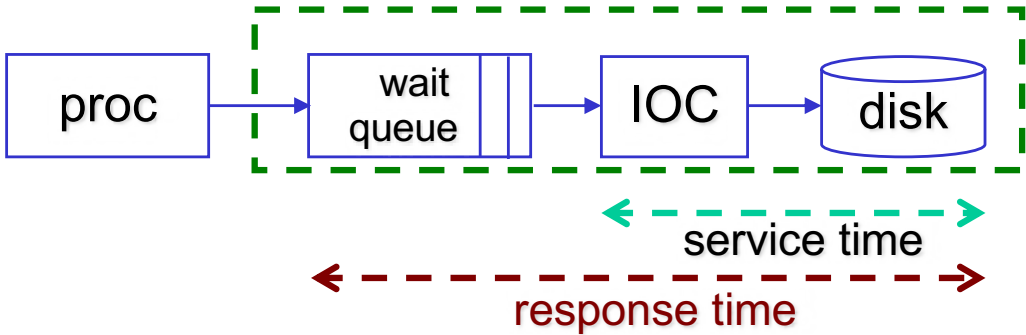 proc
wait
queue
IOC
disk
service time
response time